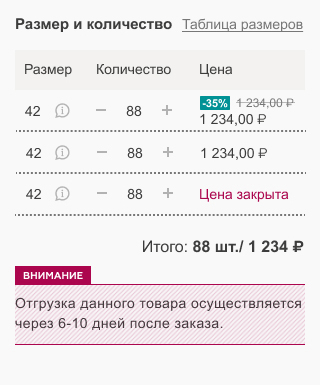 Размер и количество Таблица размеров
Размер Количество Цена
-35% 1 234,00 ₽
42 88 1 234,00 ₽
42 88 1 234,00 ₽
42 88 Цена закрыта
Итого: 88 шт./ 1 234 ₽
ВНИМАНИЕ
Отгрузка данного товара осуществляется
через 6-10 дней после заказа.